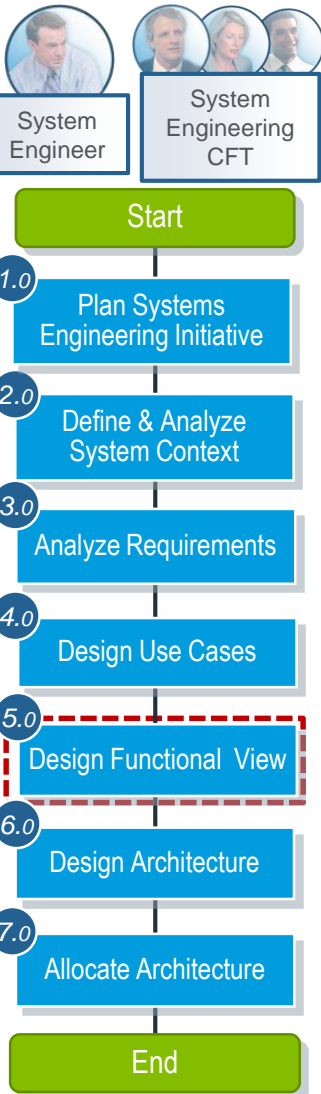 System
Engineer
System
Engineering
CFT
Start
1.0
Plan Systems
Engineering Initiative
2.0
Define & Analyze
System Context
3.0
Analyze Requirements
4.0
Design Use Cases
5.0
Design Functional View
6.0
Design Architecture
7.0
Allocate Architecture
End